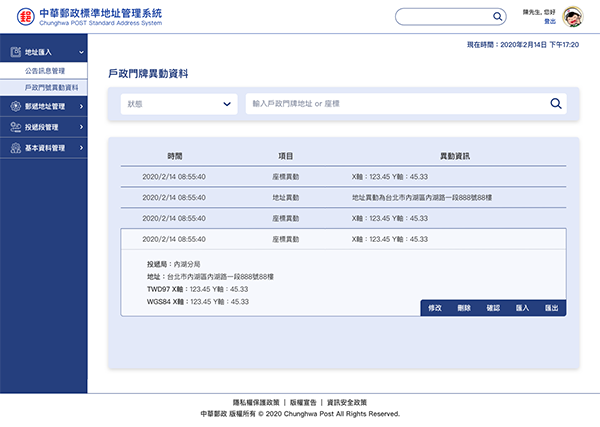 中華郵政標準地址管理系統
Chunghwa POST Standard Address System
陳先生, 您好
登出
現在時間：2020年2月14日 下午17:20
地址匯入
公告訊息管理
戶政門號異動資料
郵遞地址管理
投遞段管理
基本資料管理
戶政門牌異動資料
狀態
輸入戶政門牌地址 or 座標
時間 項目 異動資訊
2020/2/14 08:55:40 座標異動 X軸：123.45 Y軸：45.33
2020/2/14 08:55:40 地址異動 地址異動為台北市內湖區內湖路一段888號88樓
2020/2/14 08:55:40 座標異動 X軸：123.45 Y軸：45.33
2020/2/14 08:55:40 座標異動 X軸：123.45 Y軸：45.33
投遞局：內湖分局
地址：台北市內湖區內湖路一段888號88樓
TWD97 X軸：123.45 Y軸：45.33
WGS84 X軸：123.45 Y軸：45.33
修改 刪除 確認 匯入 匯出
隱私權保護政策 | 版權宣告 | 資訊安全政策
中華郵政 版權所有 © 2020 Chunghwa Post All Rights Reserved.